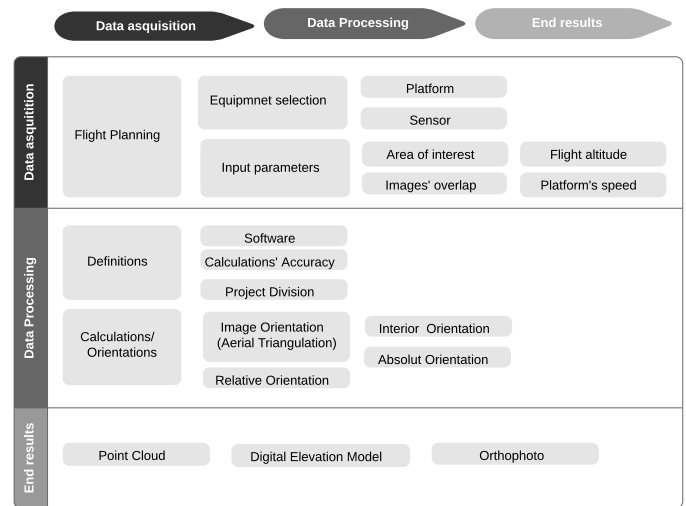 Data asquisition
Data Processing
End results
Data asquitition
Flight Planning
Equipmnet selection
Platform
Sensor
Input parameters
Area of interest
Flight altitude
Images' overlap
Platform's speed
Data Processing
Definitions
Software
Calculations' Accuracy
Project Division
Calculations/
Orientations
Image Orientation
(Aerial Triangulation)
Interior Orientation
Absolut Orientation
Relative Orientation
End results
Point Cloud
Digital Elevation Model
Orthophoto